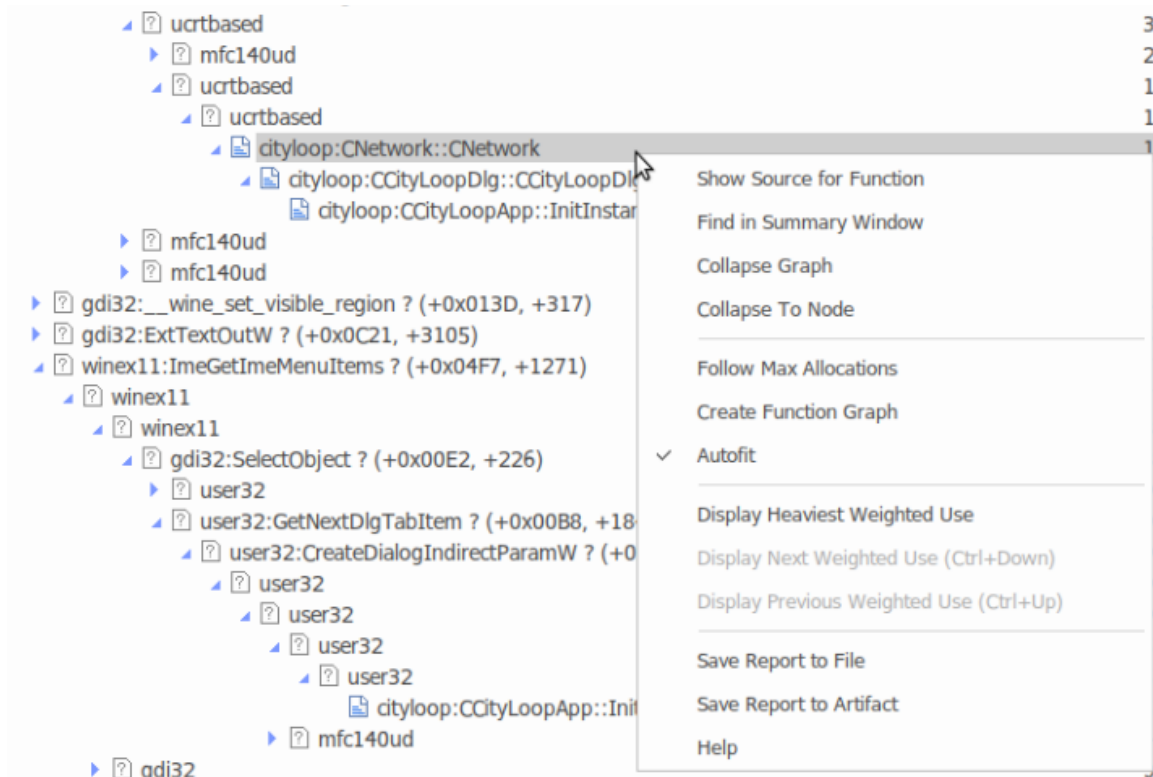 ucrtbased 3
mfc140ud 2
ucrtbased 1
ucrtbased 1
cityloop:CNetwork::CNetwork 1
cityloop:CCityLoopDlg::CCityLoopDlg
cityloop:CCityLoopApp::InitInstan
mfc140ud
mfc140ud
gdi32:__wine_set_visible_region ? (+0x013D, +317)
gdi32:ExtTextOutW ? (+0x0C21, +3105)
winex11:ImeGetImeMenuItems ? (+0x04F7, +1271)
winex11
winex11
gdi32:SelectObject ? (+0x00E2, +226)
user32
user32:GetNextDlgTabItem ? (+0x00B8, +18
user32:CreateDialogIndirectParamW ? (+0
user32
user32
user32
user32
cityloop:CCityLoopApp::Init
mfc140ud
gdi32
Show Source for Function
Find in Summary Window
Collapse Graph
Collapse To Node
Follow Max Allocations
Create Function Graph
Autofit
Display Heaviest Weighted Use
Display Next Weighted Use (Ctrl+Down)
Display Previous Weighted Use (Ctrl+Up)
Save Report to File
Save Report to Artifact
Help